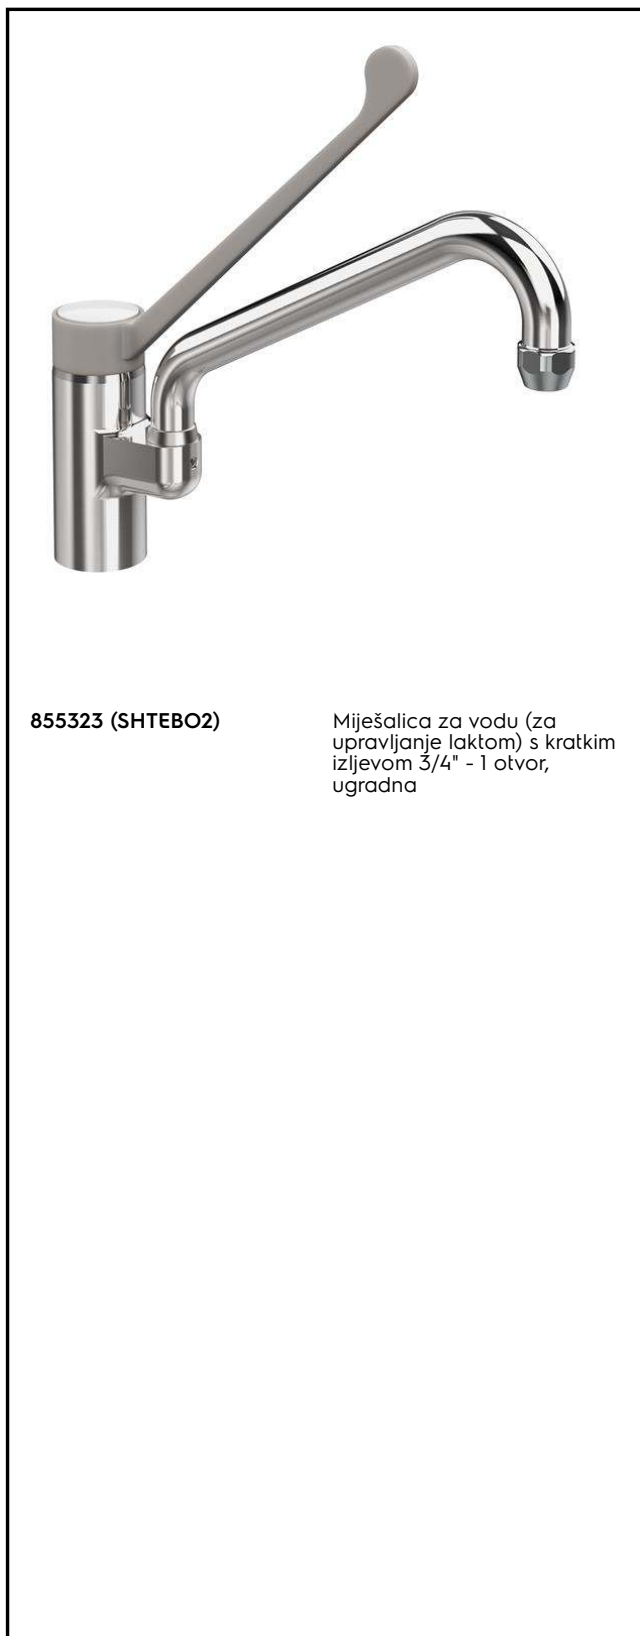 855323 (SHTEBO2)
Miješalica za vodu (za
upravljanje laktom) s kratkim
izljevom 3/4" - 1 otvor,
ugradna